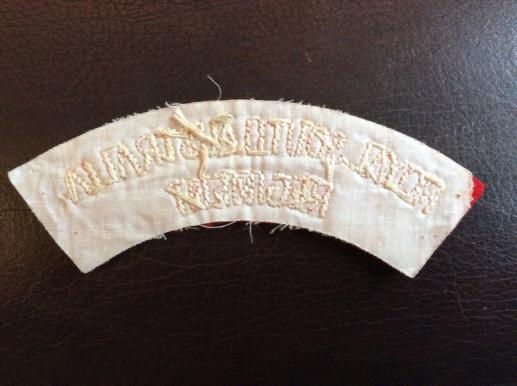 ROYAL SOUTH AUSTRALIA
REGIMENT